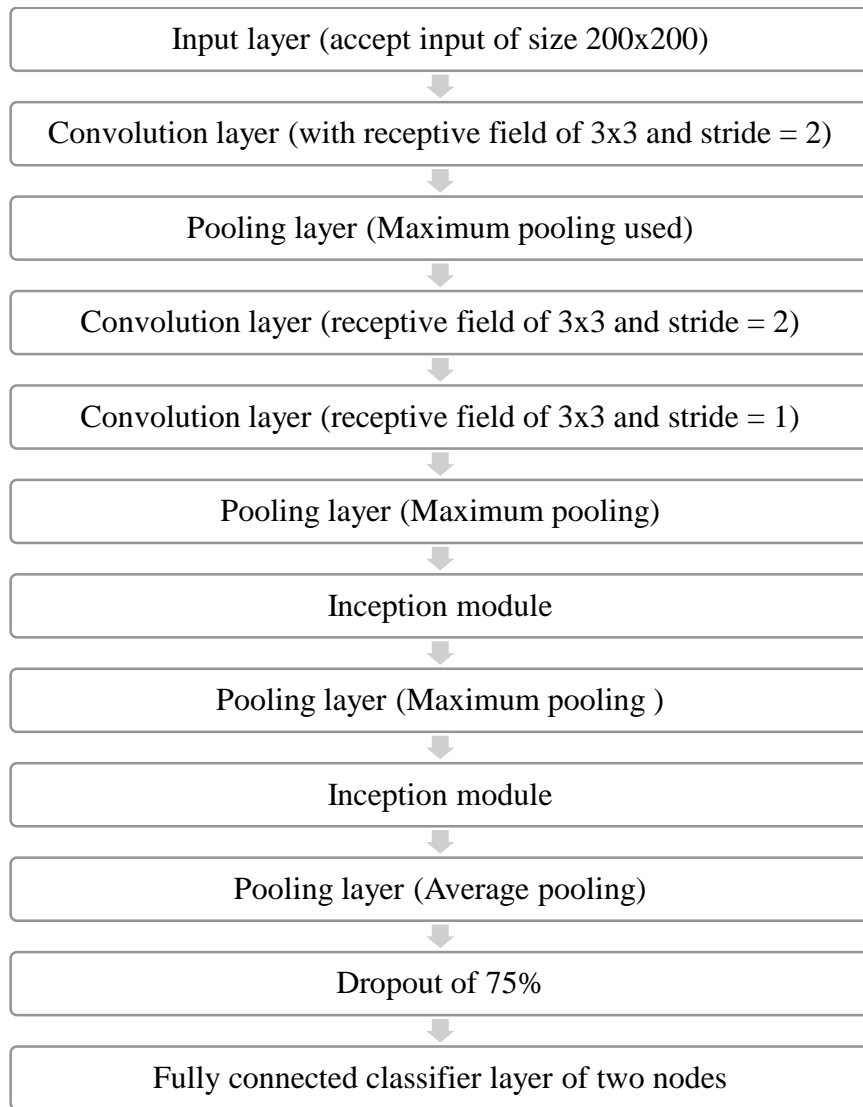 Input layer (accept input of size 200x200)
Convolution layer (with receptive field of 3x3 and stride = 2)
Pooling layer (Maximum pooling used)
Convolution layer (receptive field of 3x3 and stride = 2)
Convolution layer (receptive field of 3x3 and stride = 1)
Pooling layer (Maximum pooling)
Inception module
Pooling layer (Maximum pooling )
Inception module
Pooling layer (Average pooling)
Dropout of 75%
Fully connected classifier layer of two nodes